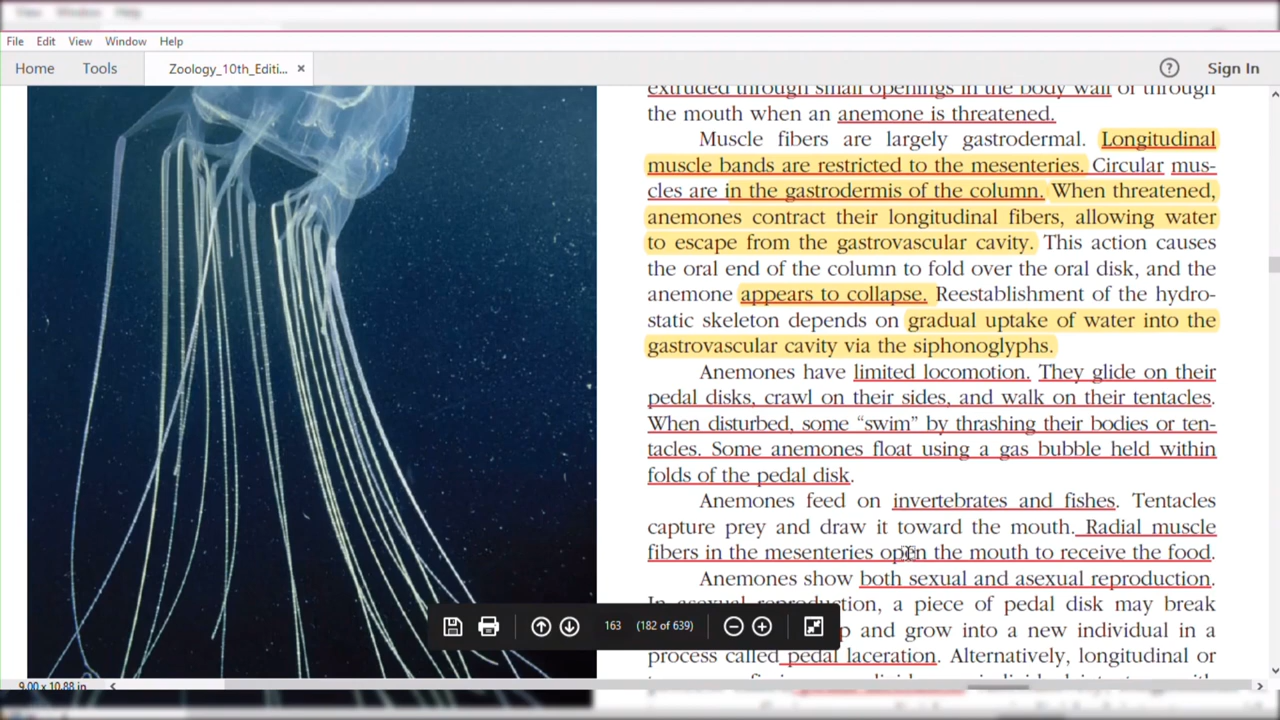 View Window Help
File Edit View Window Help
Home Tools Zoology_10th_Editi... × ? Sign In
extruded through small openings in the body wall or through
the mouth when an anemone is threatened.
Muscle fibers are largely gastrodermal. Longitudinal
muscle bands are restricted to the mesenteries. Circular mus-
cles are in the gastrodermis of the column. When threatened,
anemones contract their longitudinal fibers, allowing water
to escape from the gastrovascular cavity. This action causes
the oral end of the column to fold over the oral disk, and the
anemone appears to collapse. Reestablishment of the hydro-
static skeleton depends on gradual uptake of water into the
gastrovascular cavity via the siphonoglyphs.
Anemones have limited locomotion. They glide on their
pedal disks, crawl on their sides, and walk on their tentacles.
When disturbed, some “swim” by thrashing their bodies or ten-
tacles. Some anemones float using a gas bubble held within
folds of the pedal disk.
Anemones feed on invertebrates and fishes. Tentacles
capture prey and draw it toward the mouth. Radial muscle
fibers in the mesenteries open the mouth to receive the food.
Anemones show both sexual and asexual reproduction.
In asexual reproduction, a piece of pedal disk may break
163 (182 of 639)
and grow into a new individual in a
process called pedal laceration. Alternatively, longitudinal or
9.00 x 10.88 in